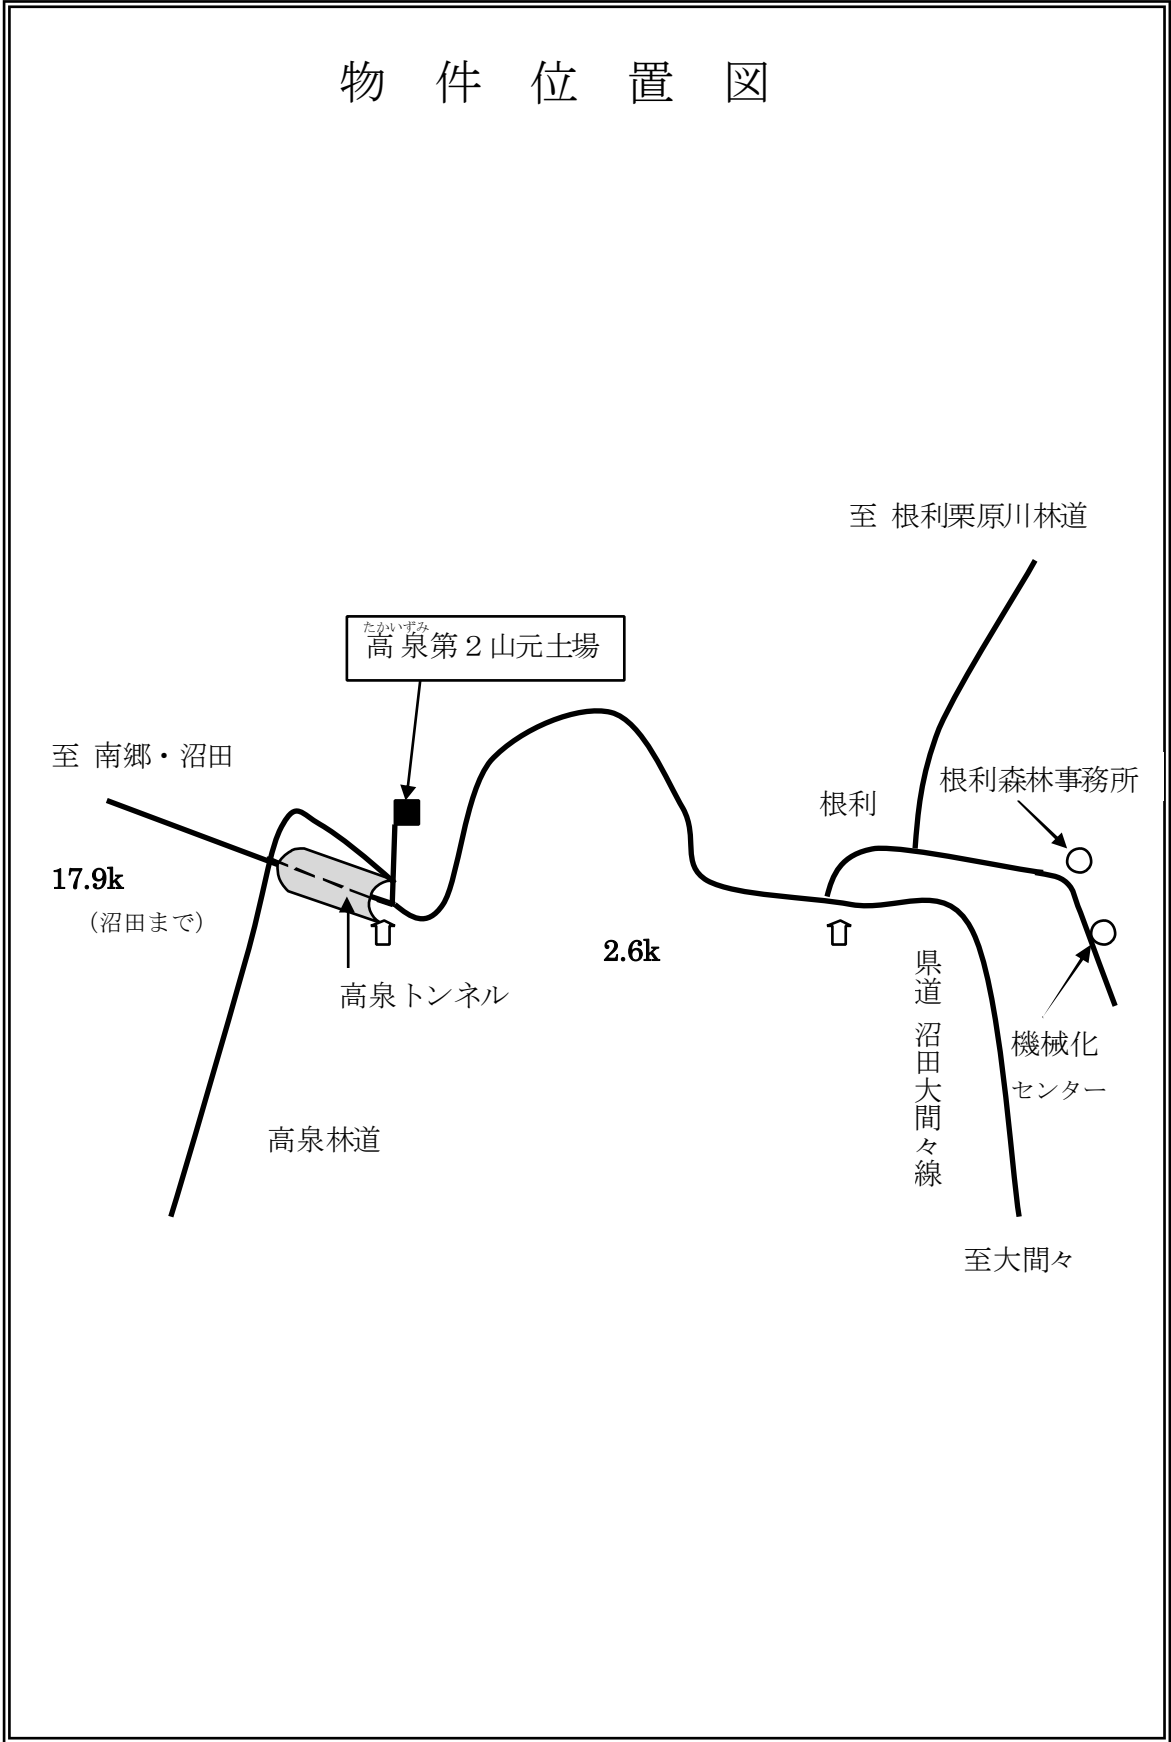 物件位置図
至 根利栗原川林道
たかいずみ
高泉第２山元土場
至 南郷・沼田
根利森林事務所
根利
17.9k
（沼田まで）
2.6k
高泉トンネル
県道 沼田大間々線
機械化
センター
高泉林道
至大間々